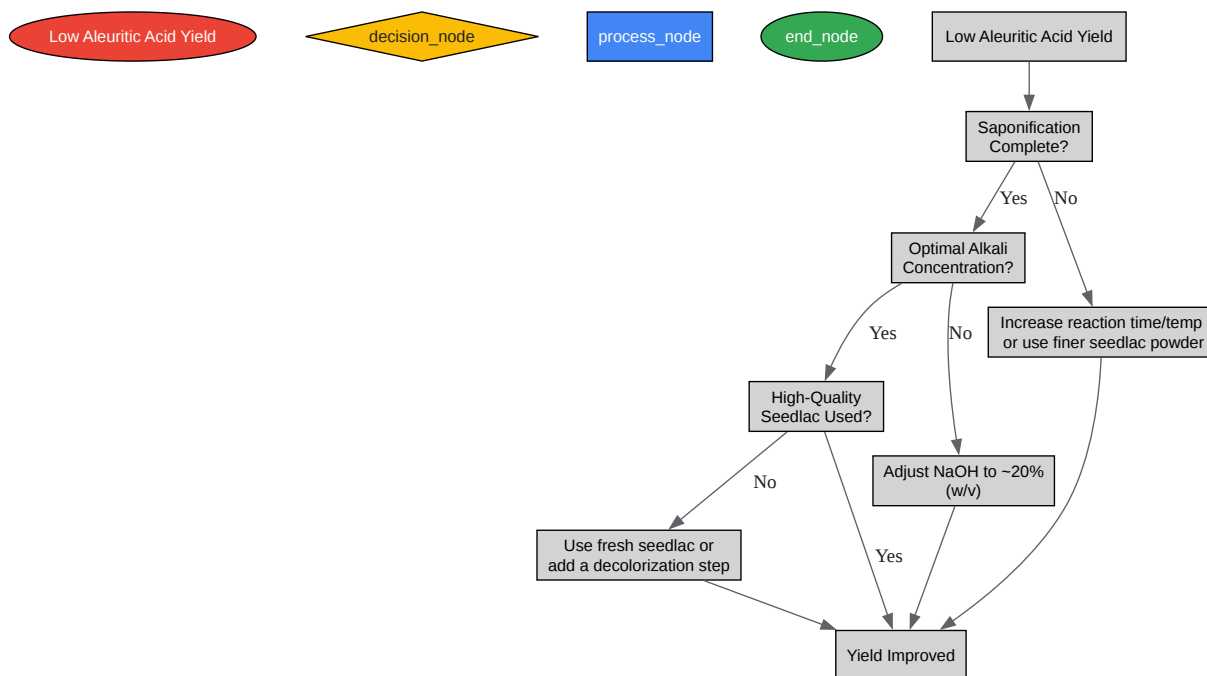 Low Aleuritic Acid Yield
decision_node
process_node
end_node
Low Aleuritic Acid Yield
Saponification
Complete?
Yes
No
Optimal Alkali
Concentration?
Increase reaction time/temp
or use finer seedlac powder
Yes
No
High-Quality
Seedlac Used?
Adjust NaOH to ~20%
(w/v)
No
Use fresh seedlac or
add a decolorization step
Yes
Yield Improved